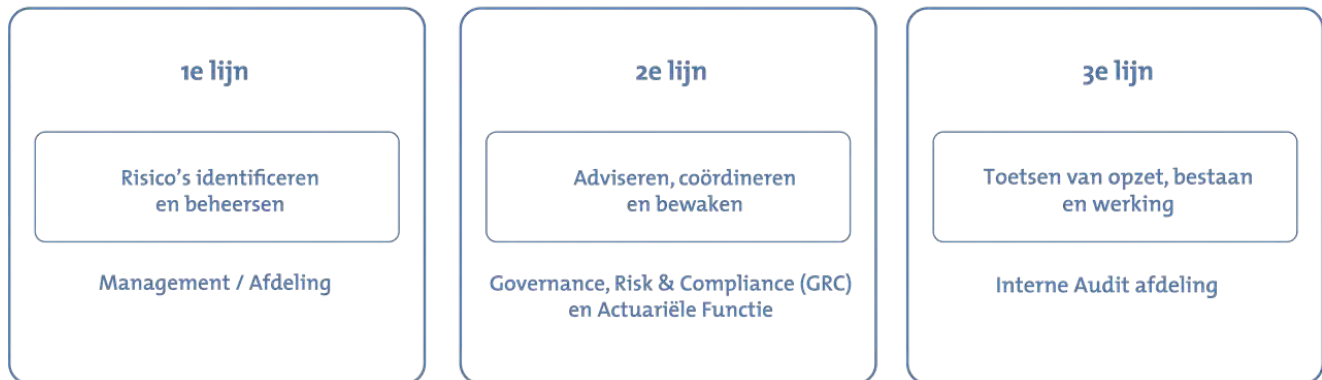 1e lijn
Risico's identificeren
en beheersen
Management / Afdeling
2e lijn
Adviseren, coördineren
en bewaken
Governance, Risk & Compliance (GRC)
en Actuariële Functie
3e lijn
Toetsen van opzet, bestaan
en werking
Interne Audit afdeling